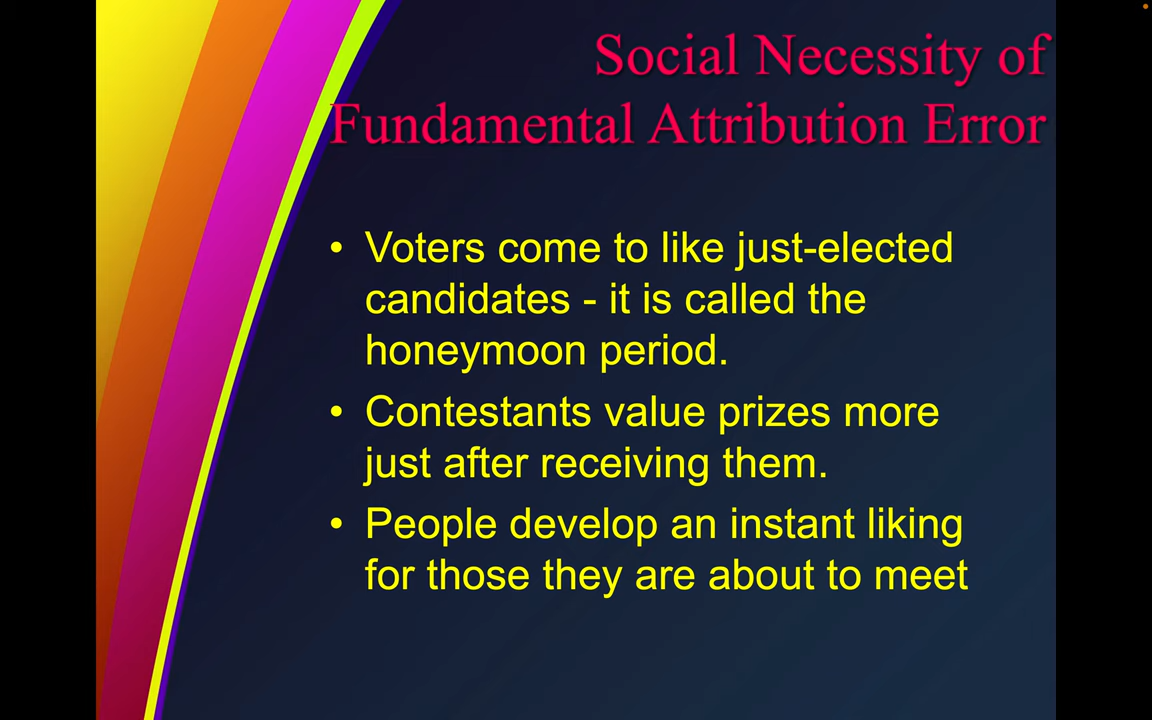 Social Necessity of
Fundamental Attribution Error
• Voters come to like just-elected
candidates - it is called the
honeymoon period.
• Contestants value prizes more
just after receiving them.
• People develop an instant liking
for those they are about to meet